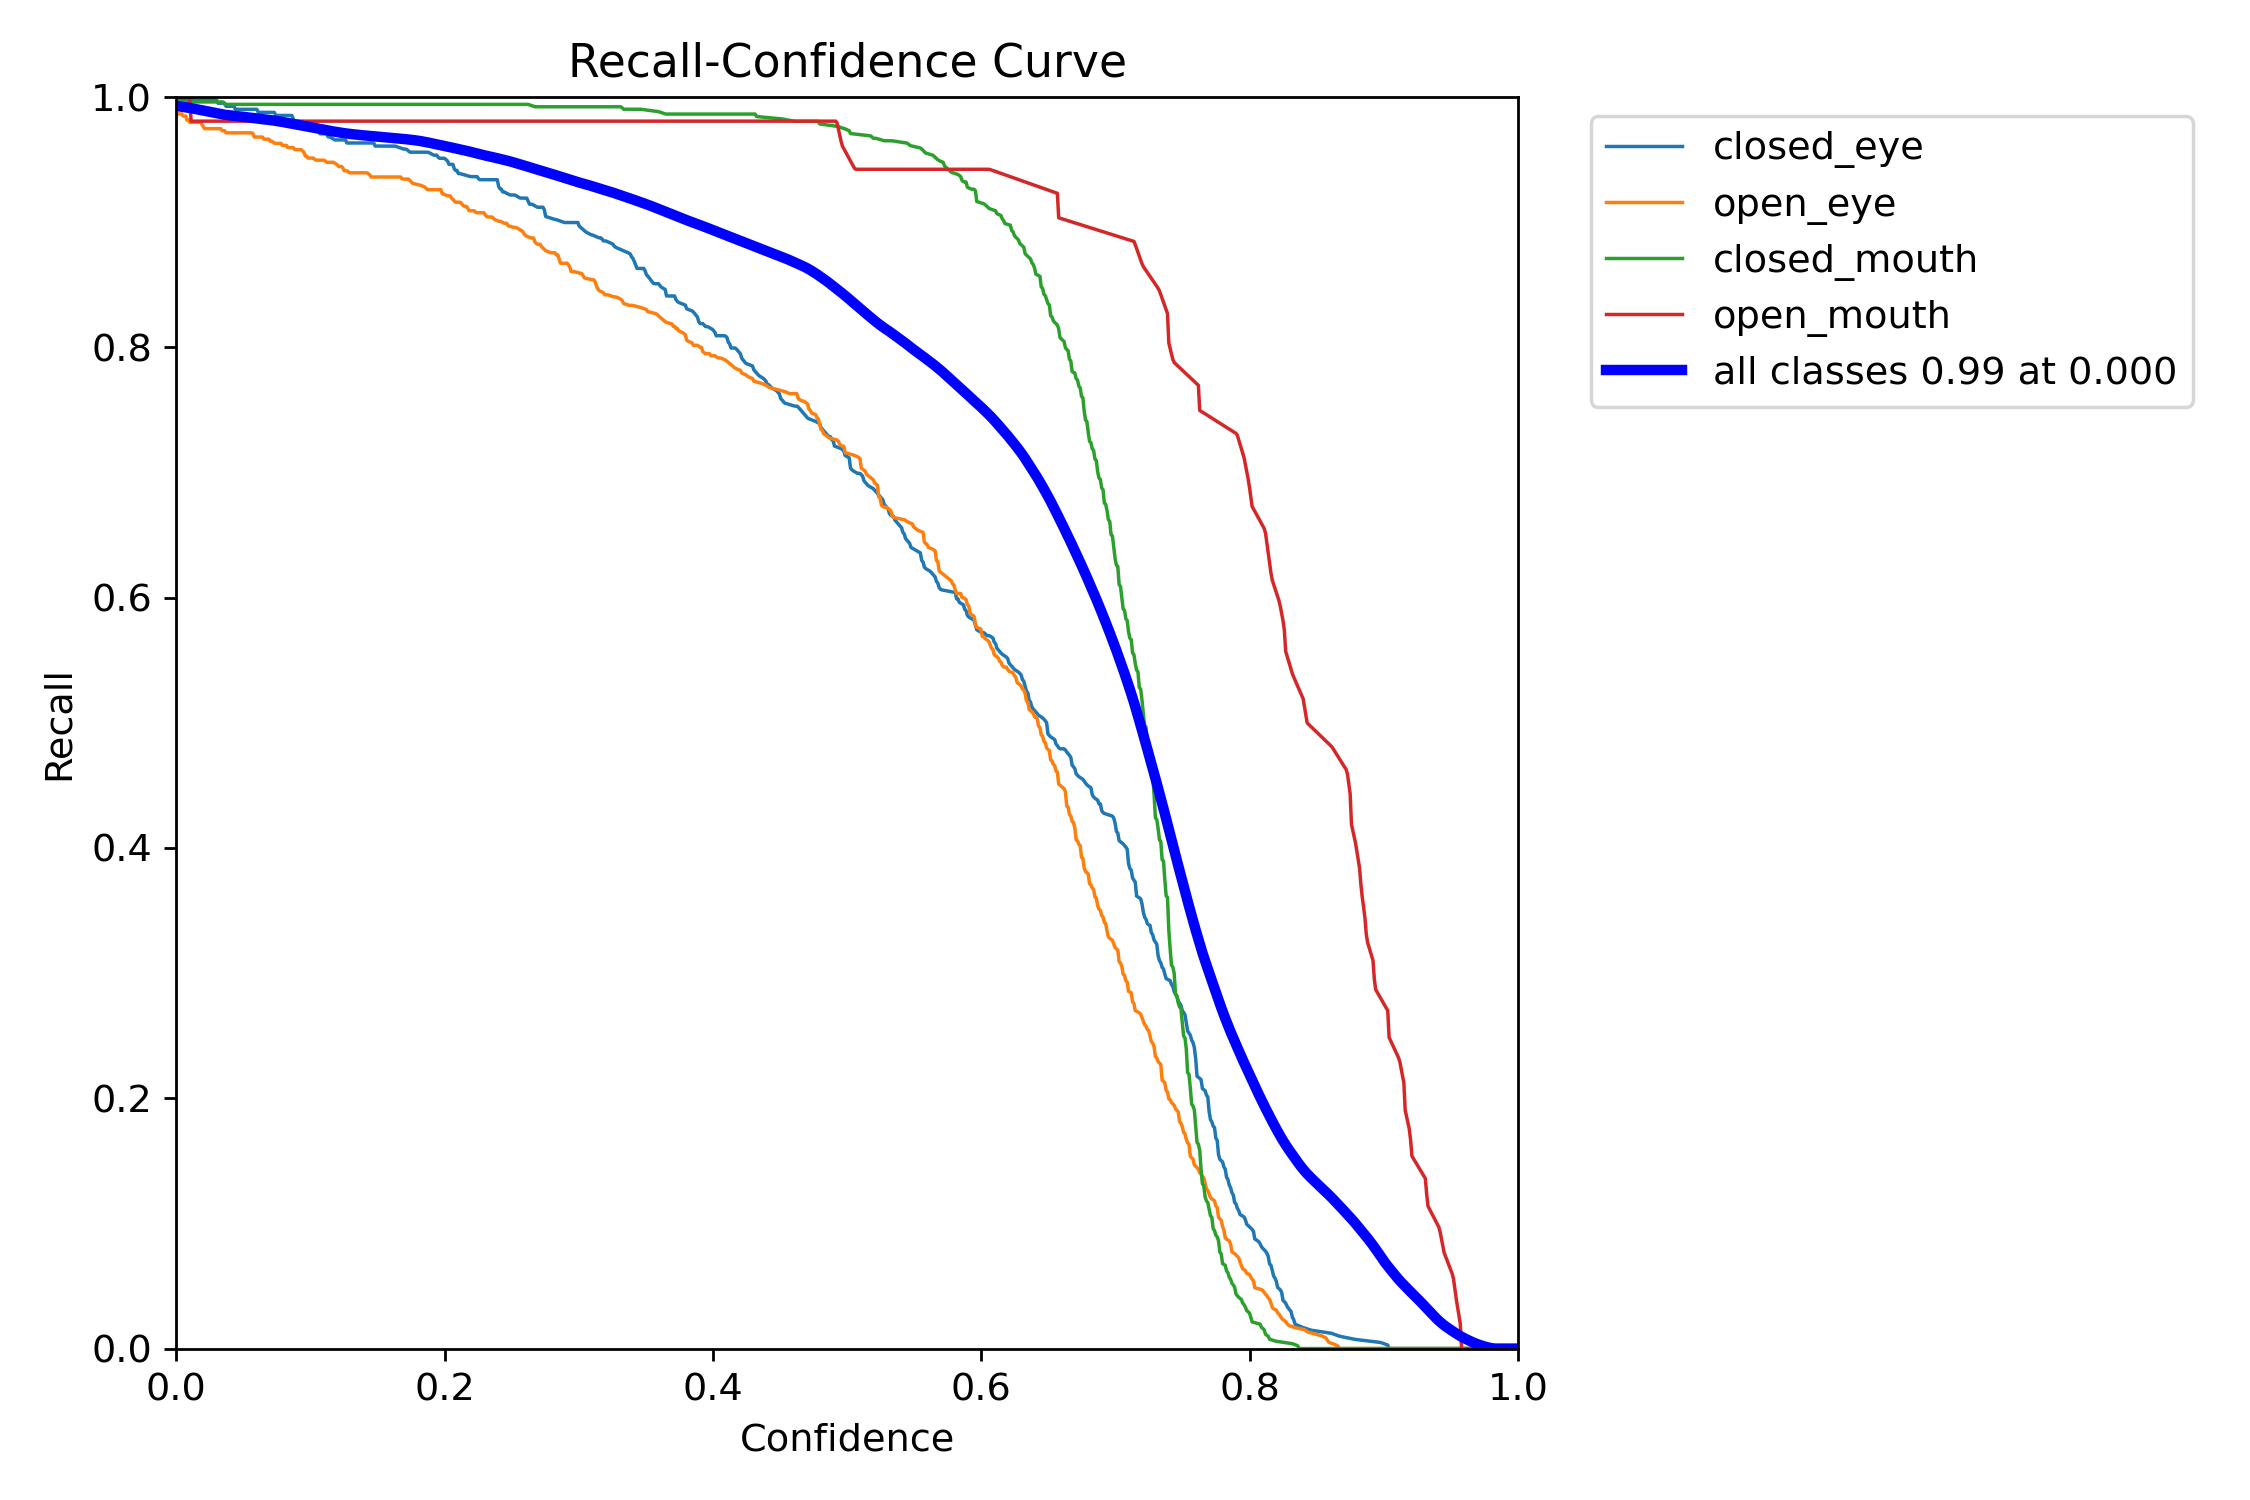 Recall-Confidence Curve
1.0
0.8
0.6
0.4
0.2
0.0
Recall
0.0 0.2 0.4 0.6 0.8 1.0
Confidence
closed_eye
open_eye
closed_mouth
open_mouth
all classes 0.99 at 0.000